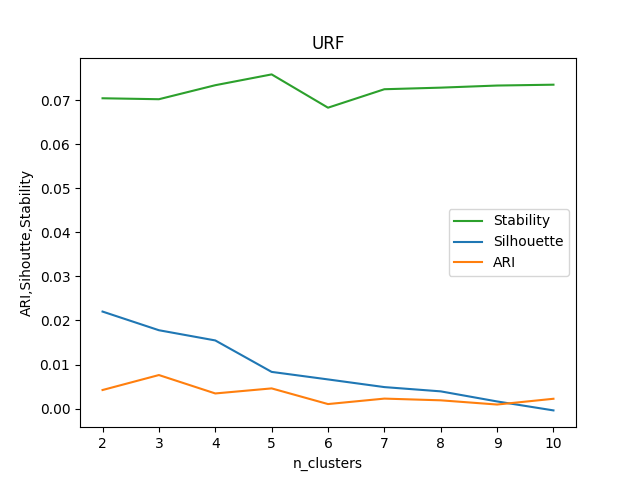 URF
ARI,Sihoutte,Stability
0.07
0.06
0.05
0.04
0.03
0.02
0.01
0.00
Stability
Silhouette
ARI
2 3 4 5 6 7 8 9 10
n_clusters